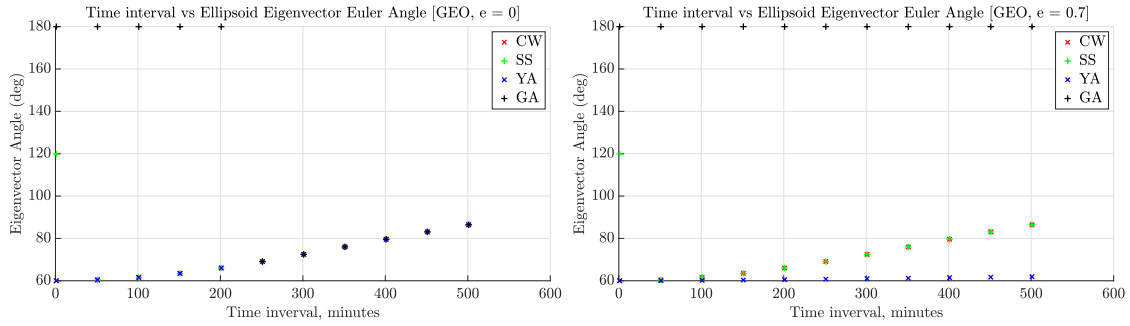 Time interval vs Ellipsoid Eigenvector Euler Angle [GEO, e = 0]
180
160
140
120
100
80
60
Eigenvector Angle (deg)
0 100 200 300 400 500 600
Time inverval, minutes
CW
SS
YA
GA
Time interval vs Ellipsoid Eigenvector Euler Angle [GEO, e = 0.7]
180
160
140
120
100
80
60
Eigenvector Angle (deg)
0 100 200 300 400 500 600
Time inverval, minutes
CW
SS
YA
GA